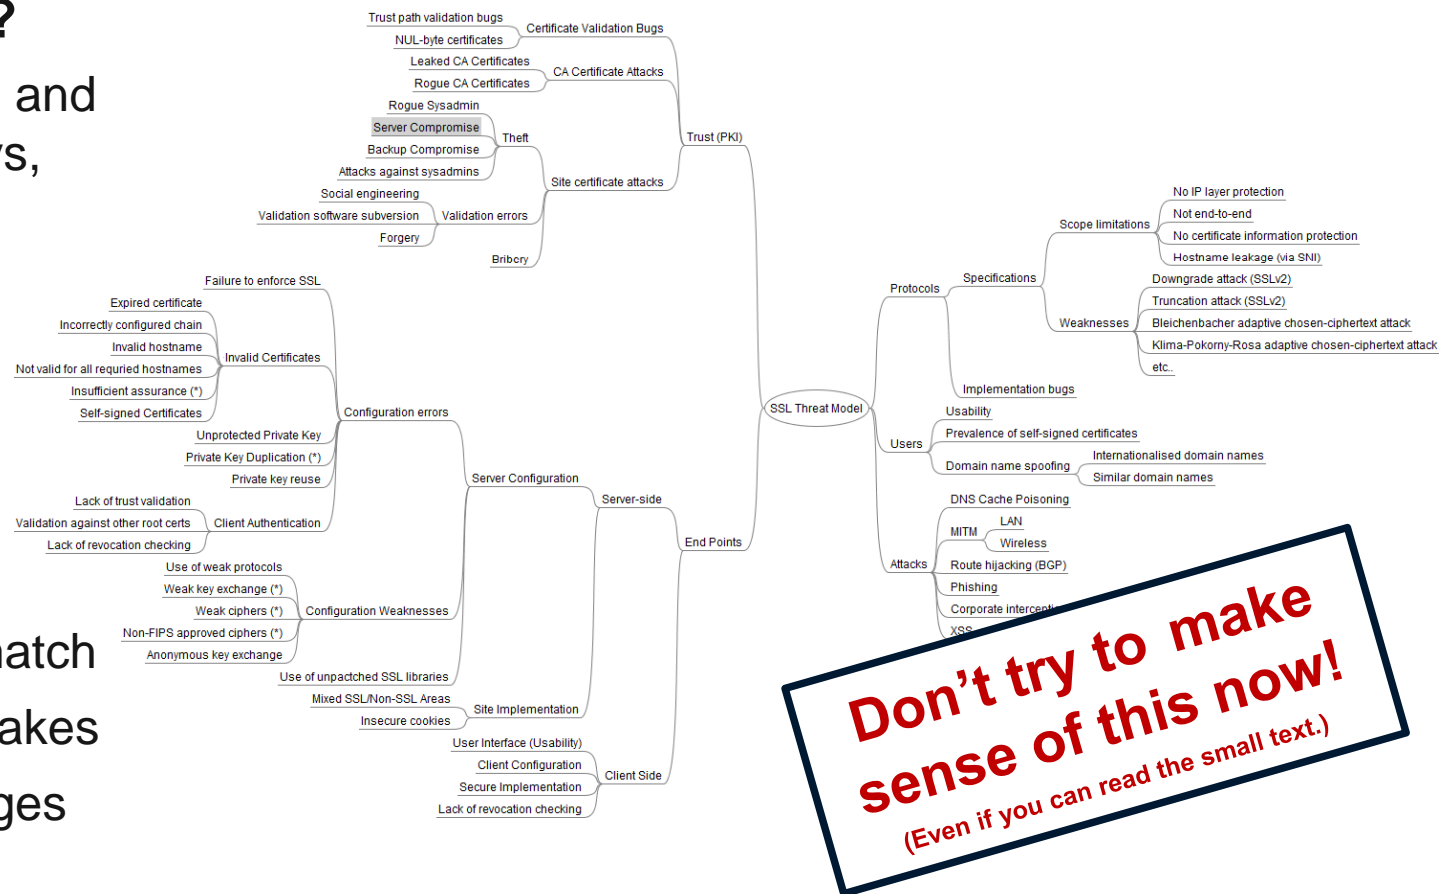 ?
and
s,
match
akes
ges
Trust path validation bugs
NUL-byte certificates
Certificate Validation Bugs
Leaked CA Certificates
Rogue CA Certificates
CA Certificate Attacks
Rogue Sysadmin
Server Compromise
Backup Compromise
Attacks against sysadmins
Theft
Social engineering
Validation software subversion
Forgery
Validation errors
Bribery
Site certificate attacks
Trust (PKI)
Failure to enforce SSL
Expired certificate
Incorrectly configured chain
Invalid hostname
Not valid for all requried hostnames
Insufficient assurance (*)
Self-signed Certificates
Invalid Certificates
Unprotected Private Key
Private Key Duplication (*)
Private key reuse
Lack of trust validation
Validation against other root certs
Lack of revocation checking
Client Authentication
Configuration errors
Use of weak protocols
Weak key exchange (*)
Weak ciphers (*)
Non-FIPS approved ciphers (*)
Anonymous key exchange
Configuration Weaknesses
Use of unpactched SSL libraries
Server Configuration
Mixed SSL/Non-SSL Areas
Insecure cookies
Site Implementation
Server-side
User Interface (Usability)
Client Configuration
Secure Implementation
Lack of revocation checking
Client Side
End Points
SSL Threat Model
Protocols
Specifications
Scope limitations
No IP layer protection
Not end-to-end
No certificate information protection
Hostname leakage (via SNI)
Weaknesses
Downgrade attack (SSLv2)
Truncation attack (SSLv2)
Bleichenbacher adaptive chosen-ciphertext attack
Klima-Pokorny-Rosa adaptive chosen-ciphertext attack
etc..
Implementation bugs
Users
Usability
Prevalence of self-signed certificates
Domain name spoofing
Internationalised domain names
Similar domain names
Attacks
DNS Cache Poisoning
MITM
LAN
Wireless
Route hijacking (BGP)
Phishing
Corporate
XSS
Don't try to make
sense of this now!
(Even if you can read the small text.)